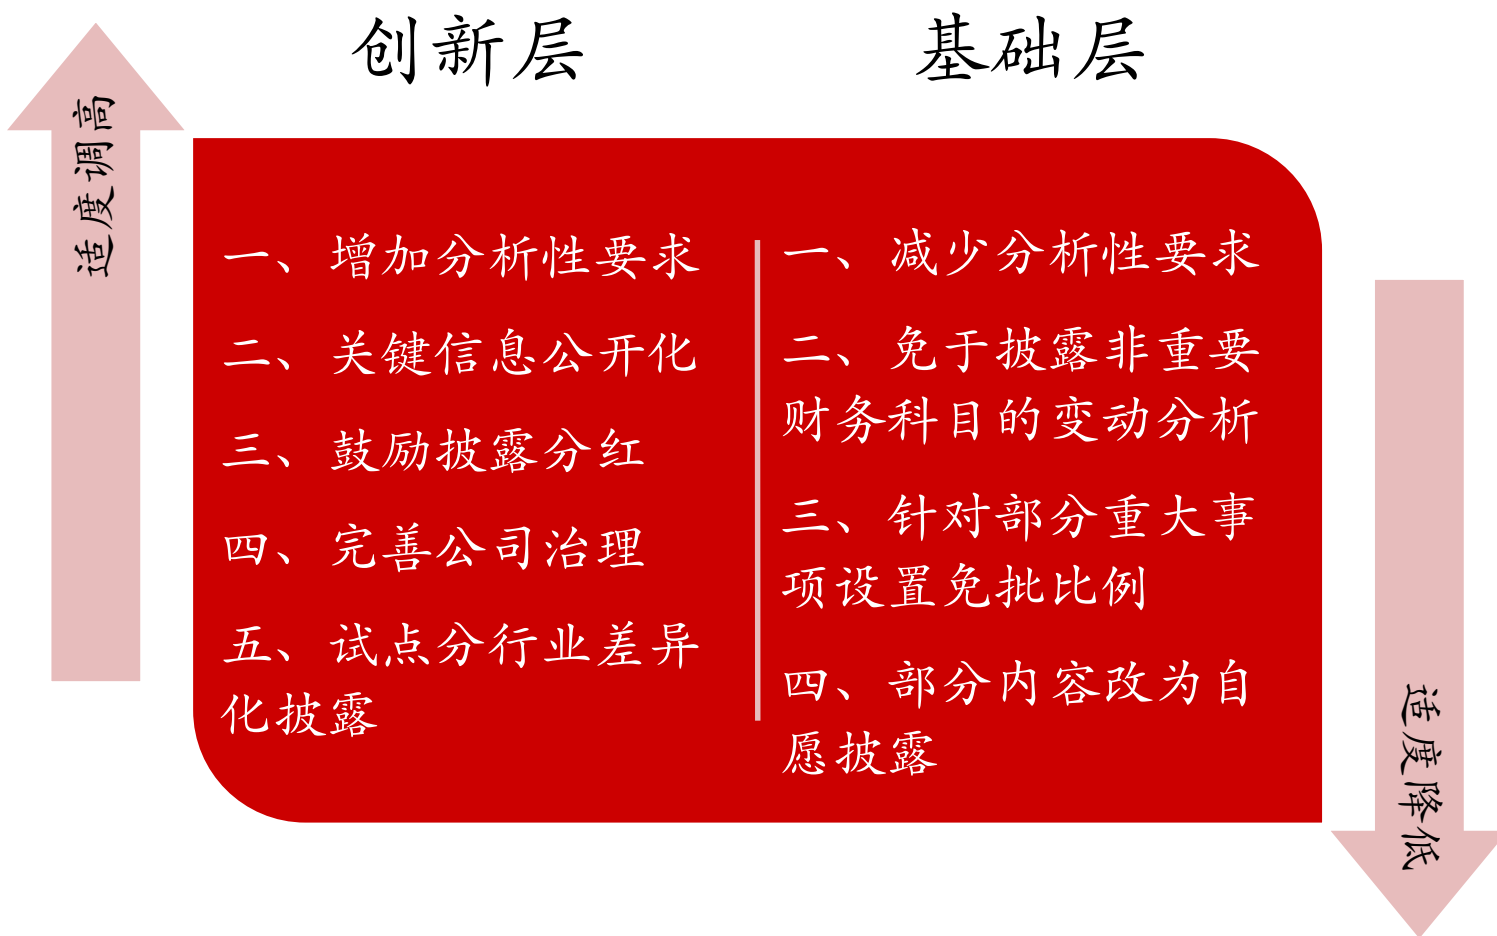 创新层
基础层
适度调高
一、增加分析性要求
二、关键信息公开化
三、鼓励披露分红
四、完善公司治理
五、试点分行业差异
化披露
一、减少分析性要求
二、免于披露非重要
财务科目的变动分析
三、针对部分重大事
项设置免批比例
四、部分内容改为自
愿披露
适度降低